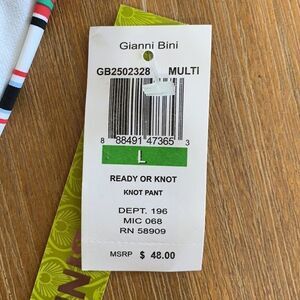 Gianni Bini
GB2502328 MULTI
8 88491 47365 3
L
READY OR KNOT
KNOT PANT
DEPT. 196
MIC 068
RN 58909
MSRP $ 48.00